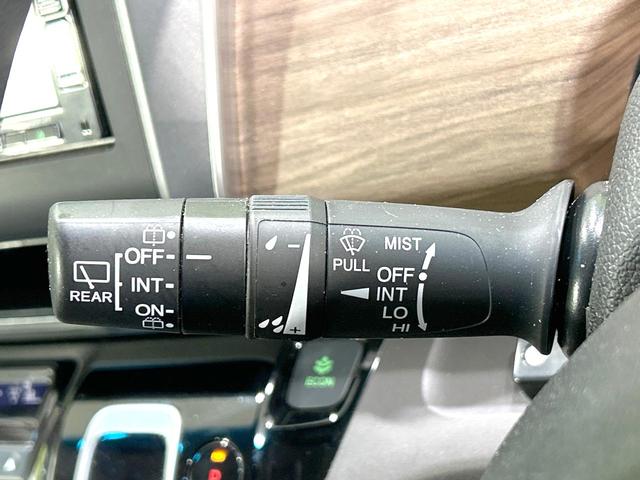 OFF
INT
REAR
ON
−
+
MIST
PULL
OFF
INT
LO
HI
ECON
D